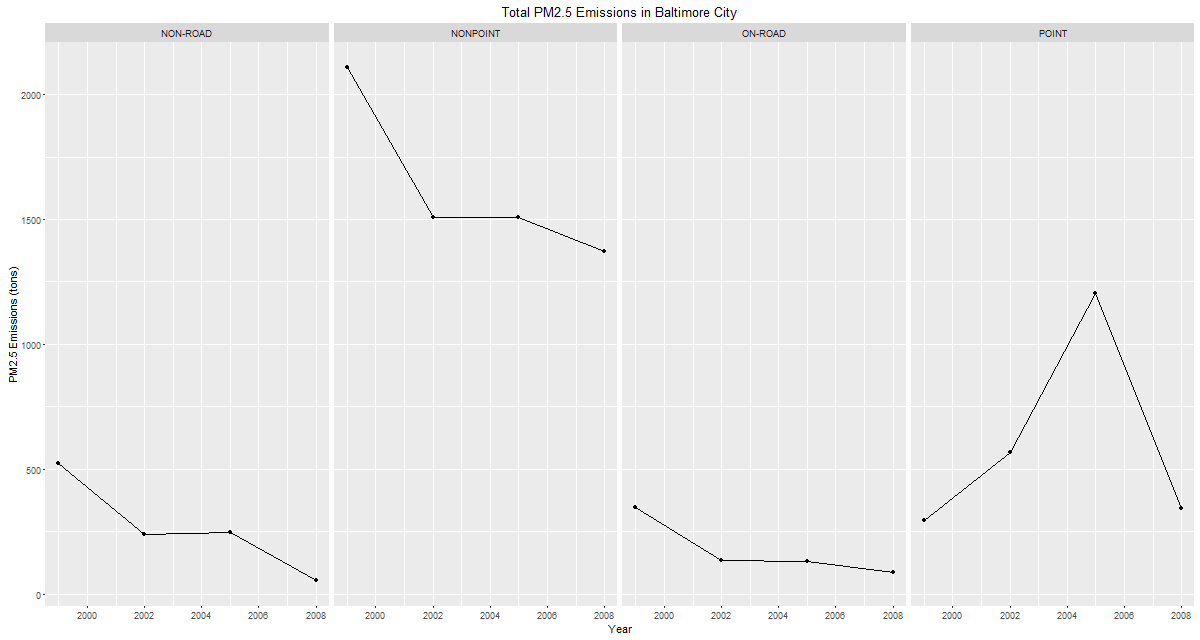 Total PM2.5 Emissions in Baltimore City
NON-ROAD NONPOINT ON-ROAD POINT
PM2.5 Emissions (tons)
2000
1500
1000
500
0
2000 2002 2004 2006 2008 2000 2002 2004 2006 2008 2000 2002 2004 2006 2008 2000 2002 2004 2006 2008
Year